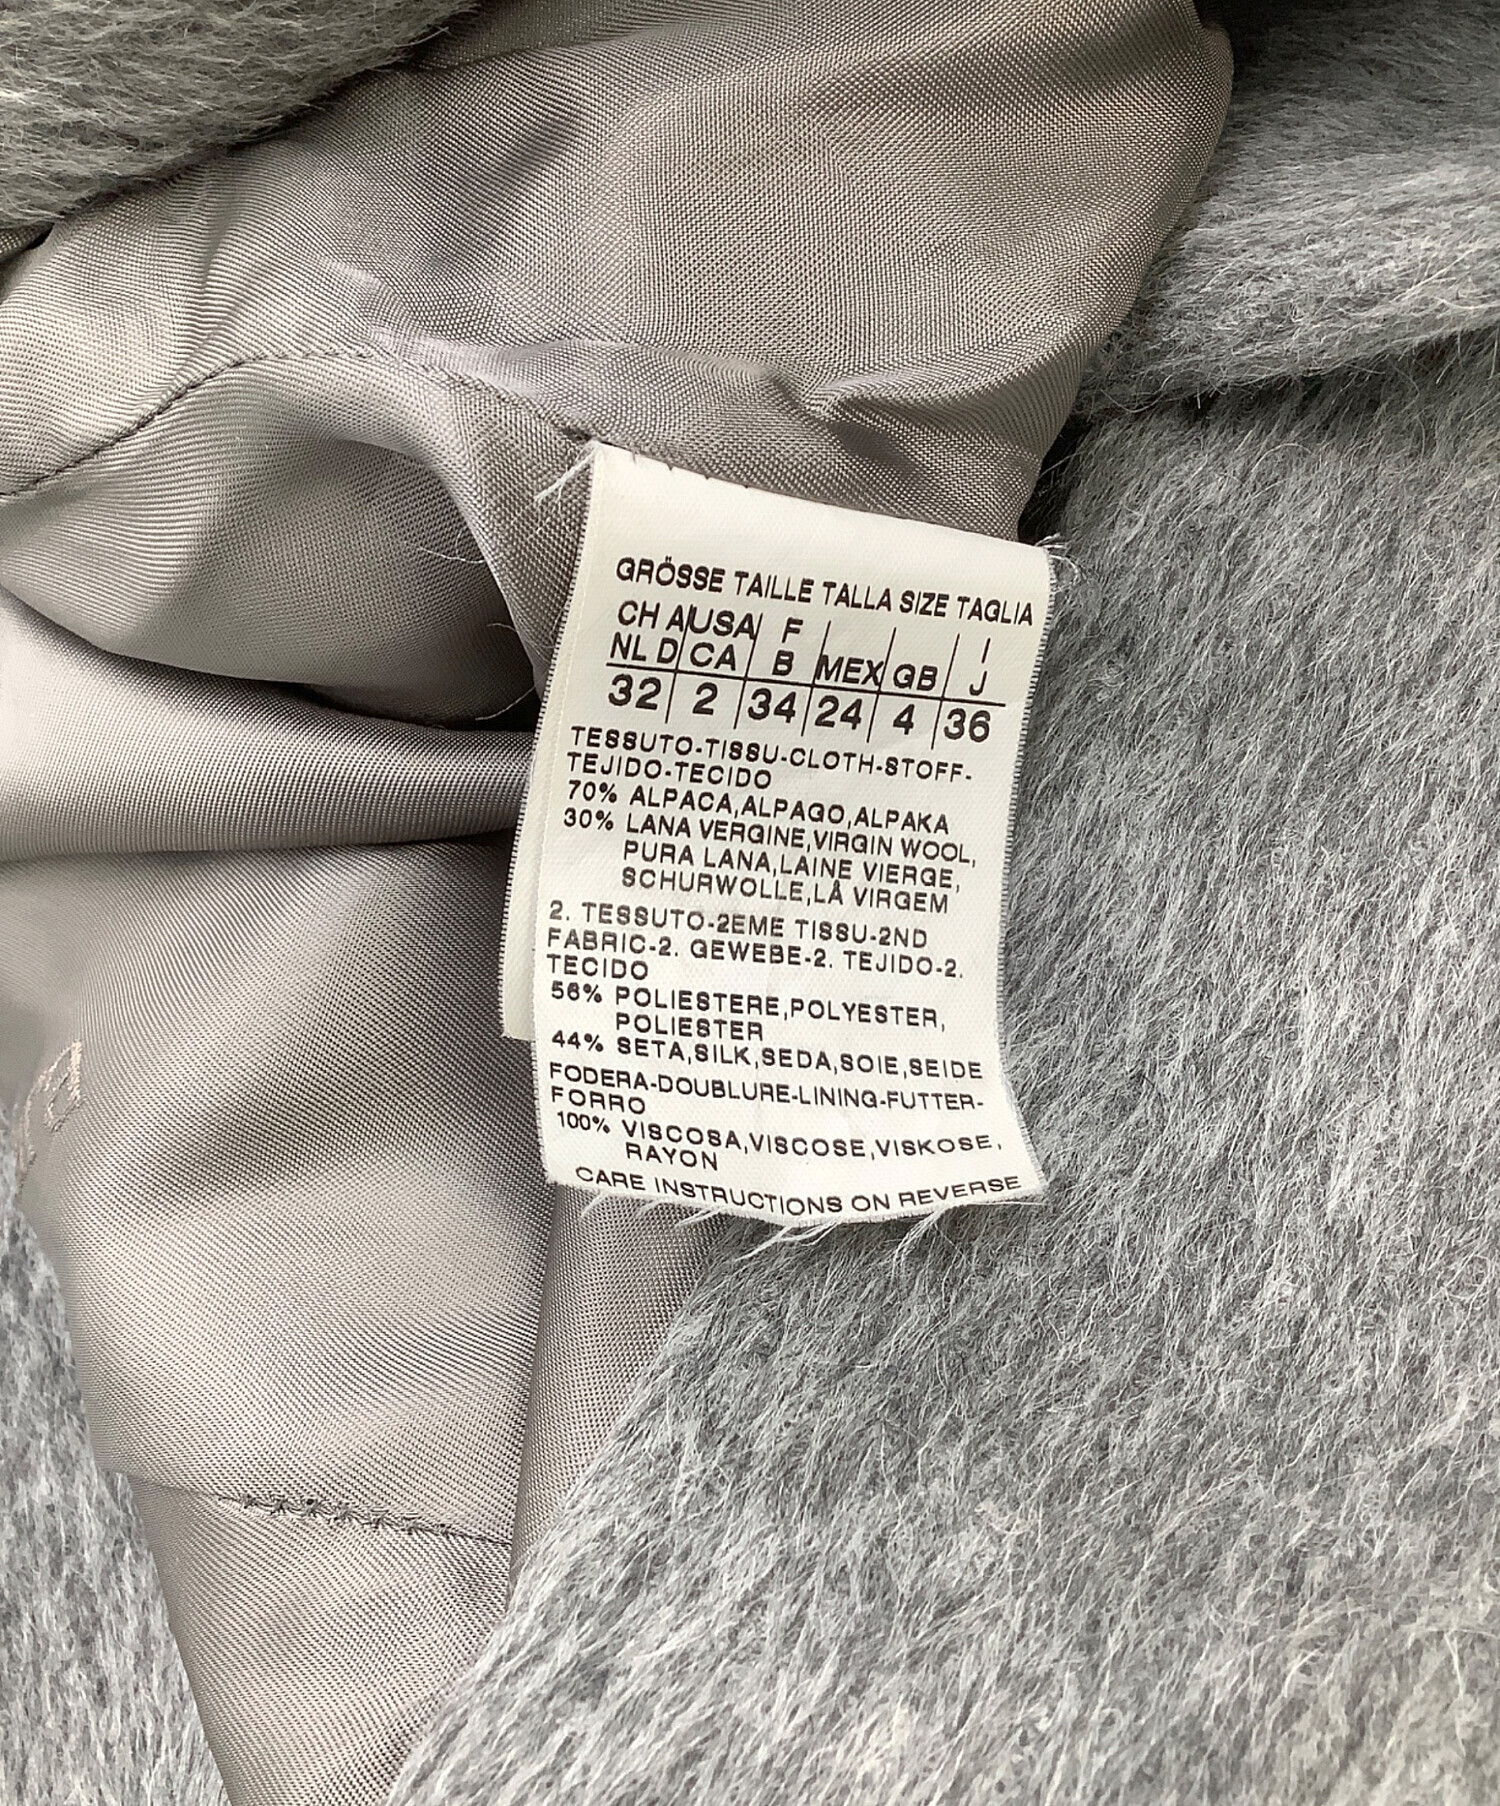 GRÖSSE TAILLE TALLA SIZE TAGLIA
CH A USA F I
NL D CA B MEX GB J
32 2 34 24 4 36
TESSUTO-TISSU-CLOTH-STOFF-
TEJIDO-TECIDO
70% ALPACA,ALPAGO,ALPAKA
30% LANA VERGINE,VIRGIN WOOL,
PURA LANA,LAINE VIERGE,
SCHURWOLLE,LÅ VIRGEM
2. TESSUTO-2EME TISSU-2ND
FABRIC-2. GEWEBE-2. TEJIDO-2.
TECIDO
56% POLIESTERE,POLYESTER,
POLIESTER
44% SETA,SILK,SEDA,SOIE,SEIDE
FODERA-DOUBLURE-LINING-FUTTER-
FORRO
100% VISCOSA,VISCOSE,VISKOSE,
RAYON
CARE INSTRUCTIONS ON REVERSE